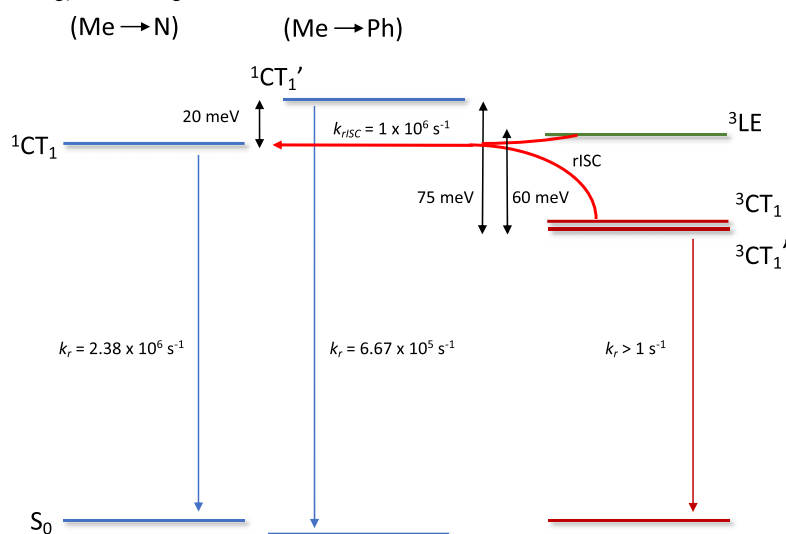 (Me → N)
(Me → Ph)
¹CT₁’
20 meV
k_rISC = 1 x 10⁶ s⁻¹
³LE
¹CT₁
rISC
75 meV
60 meV
³CT₁
³CT₁’
k_r = 2.38 x 10⁶ s⁻¹
k_r = 6.67 x 10⁵ s⁻¹
k_r > 1 s⁻¹
S₀